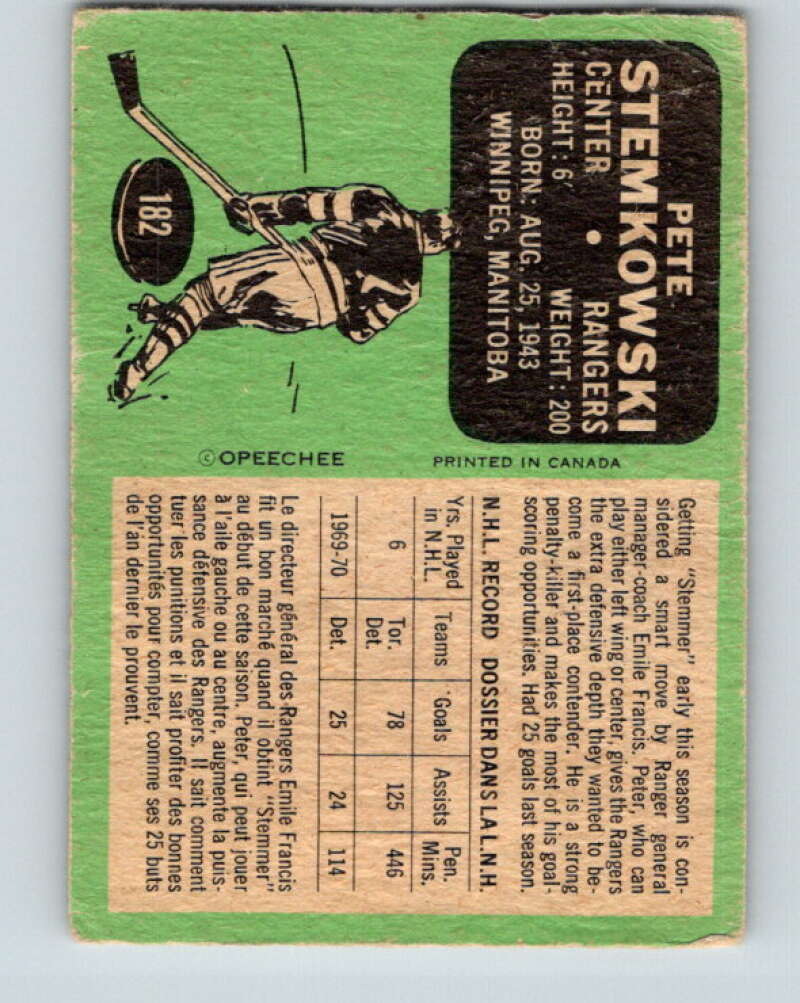 PETE
STEMKOWSKI
CENTER • RANGERS
HEIGHT: 6' WEIGHT: 200
BORN: AUG. 25, 1943
WINNIPEG, MANITOBA
182
© OPEECHEE
PRINTED IN CANADA
Getting "Stemmer" early this season is con-
sidered a smart move by Ranger general
manager-coach Emile Francis. Peter, who can
play either left wing or center, gives the Rangers
the extra defensive depth they wanted to be-
come a first-place contender. He is a strong
penalty-killer and makes the most of his goal-
scoring opportunities. Had 25 goals last season.
N.H.L. RECORD DOSSIER DANS LA L.N.H.
Yrs. Played in N.H.L. Teams Goals Assists Pen. Mins.
6 Tor. Det. 78 125 446
1969-70 Det. 25 24 114
Le directeur général des Rangers Emile Francis
fit un bon marché quand il obtint "Stemmer"
au début de cette saison. Peter, qui peut jouer
à l'aile gauche ou au centre, augmente la puis-
sance défensive des Rangers. Il sait comment
tuer les punitions et il sait profiter des bonnes
opportunités pour compter, comme ses 25 buts
de l'an dernier le prouvent.